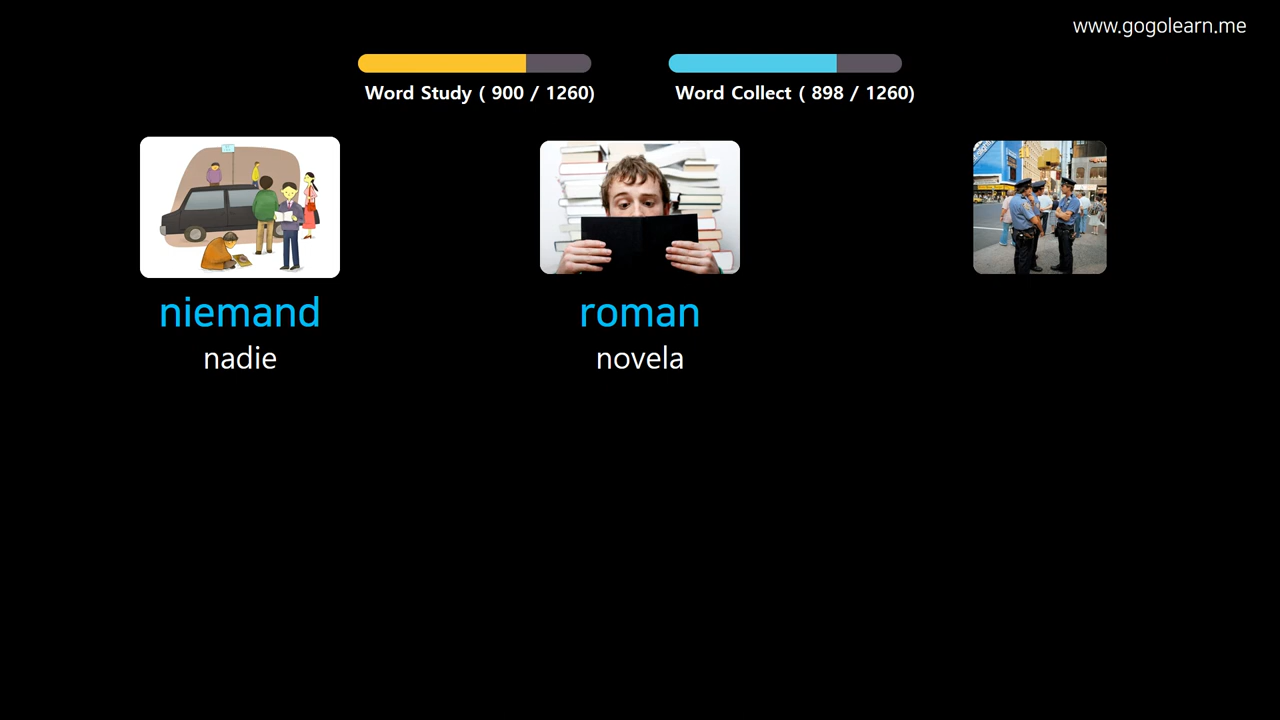 www.gogolearn.me
Word Study ( 900 / 1260)
Word Collect ( 898 / 1260)
niemand
nadie
roman
novela